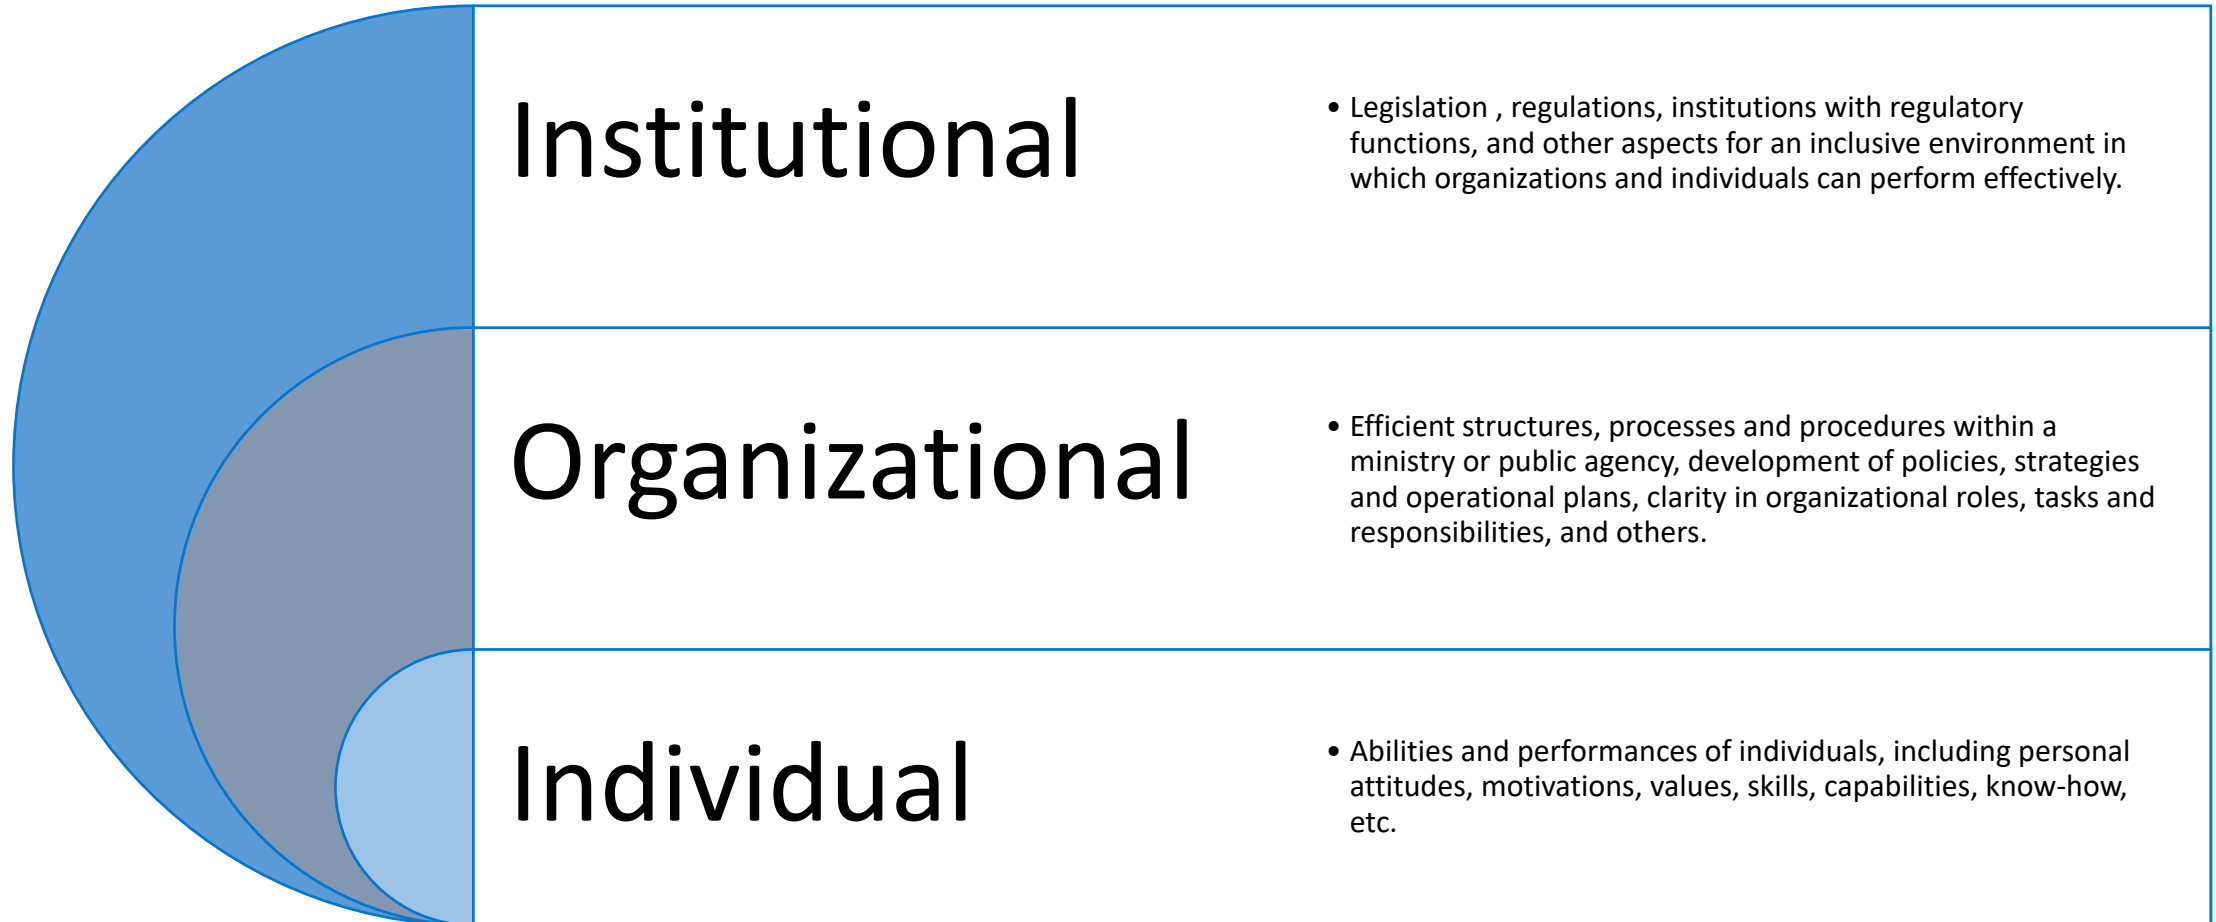 Institutional
• Legislation , regulations, institutions with regulatory
functions, and other aspects for an inclusive environment in
which organizations and individuals can perform effectively.
Organizational
• Efficient structures, processes and procedures within a
ministry or public agency, development of policies, strategies
and operational plans, clarity in organizational roles, tasks and
responsibilities, and others.
Individual
• Abilities and performances of individuals, including personal
attitudes, motivations, values, skills, capabilities, know-how,
etc.